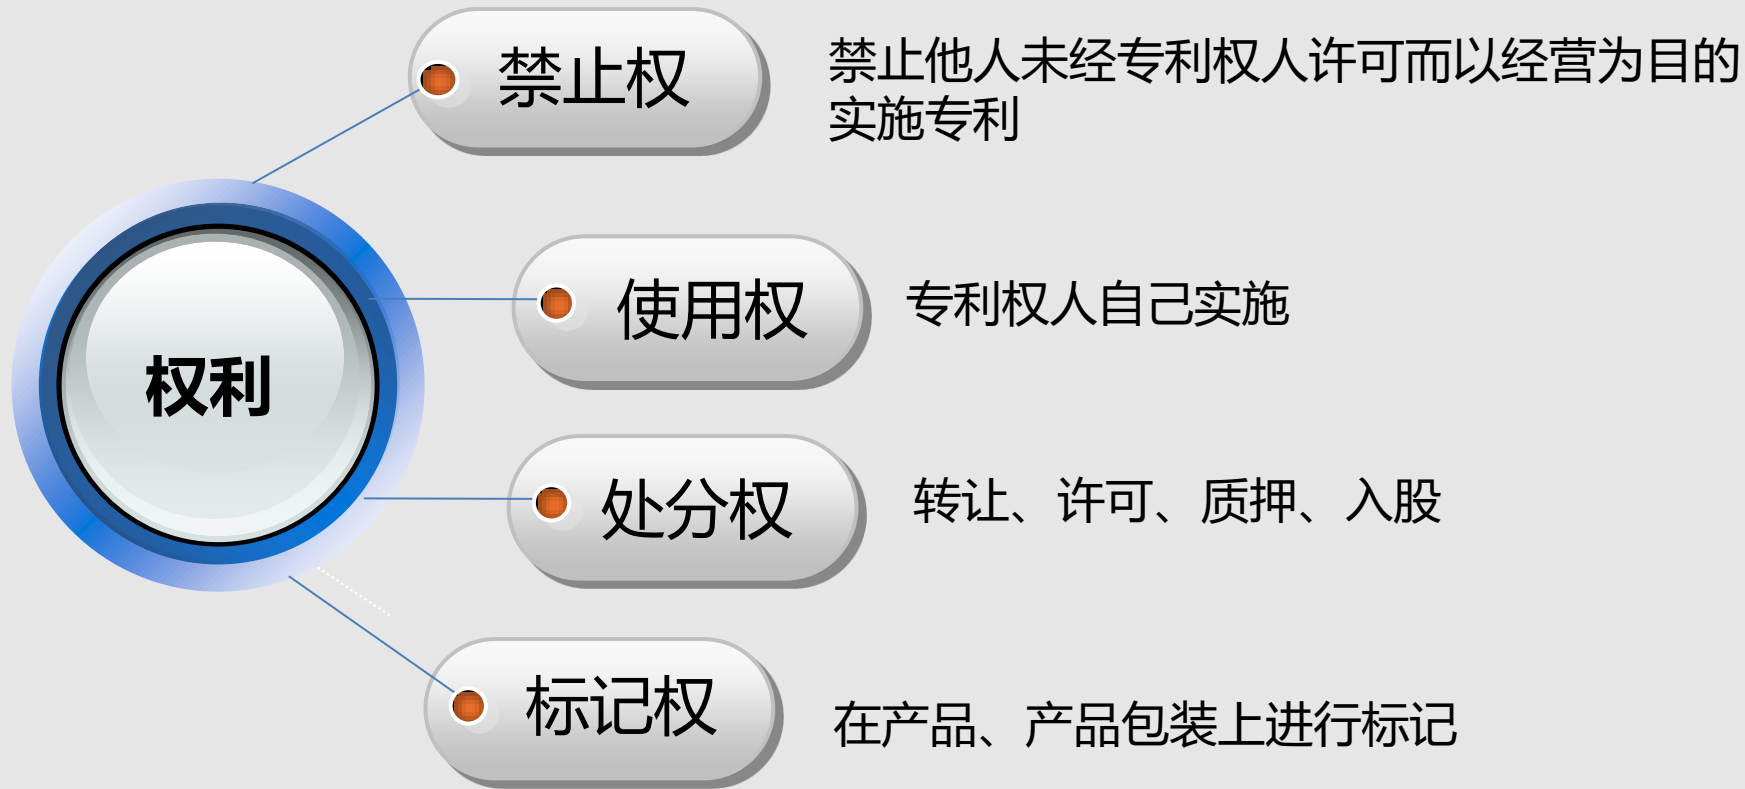 禁止权
禁止他人未经专利权人许可而以经营为目的
实施专利
使用权
专利权人自己实施
权利
处分权
转让、许可、质押、入股
标记权
在产品、产品包装上进行标记